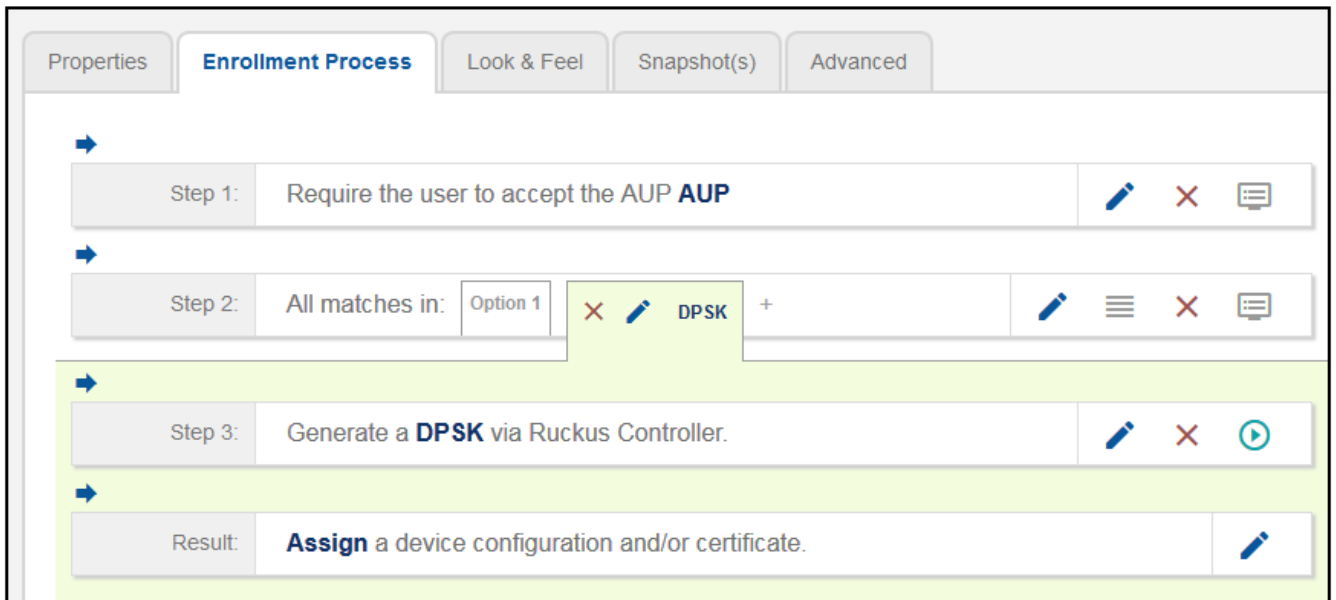 Properties Enrollment Process Look & Feel Snapshot(s) Advanced
Step 1: Require the user to accept the AUP AUP
Step 2: All matches in: Option 1 DPSK +
Step 3: Generate a DPSK via Ruckus Controller.
Result: Assign a device configuration and/or certificate.